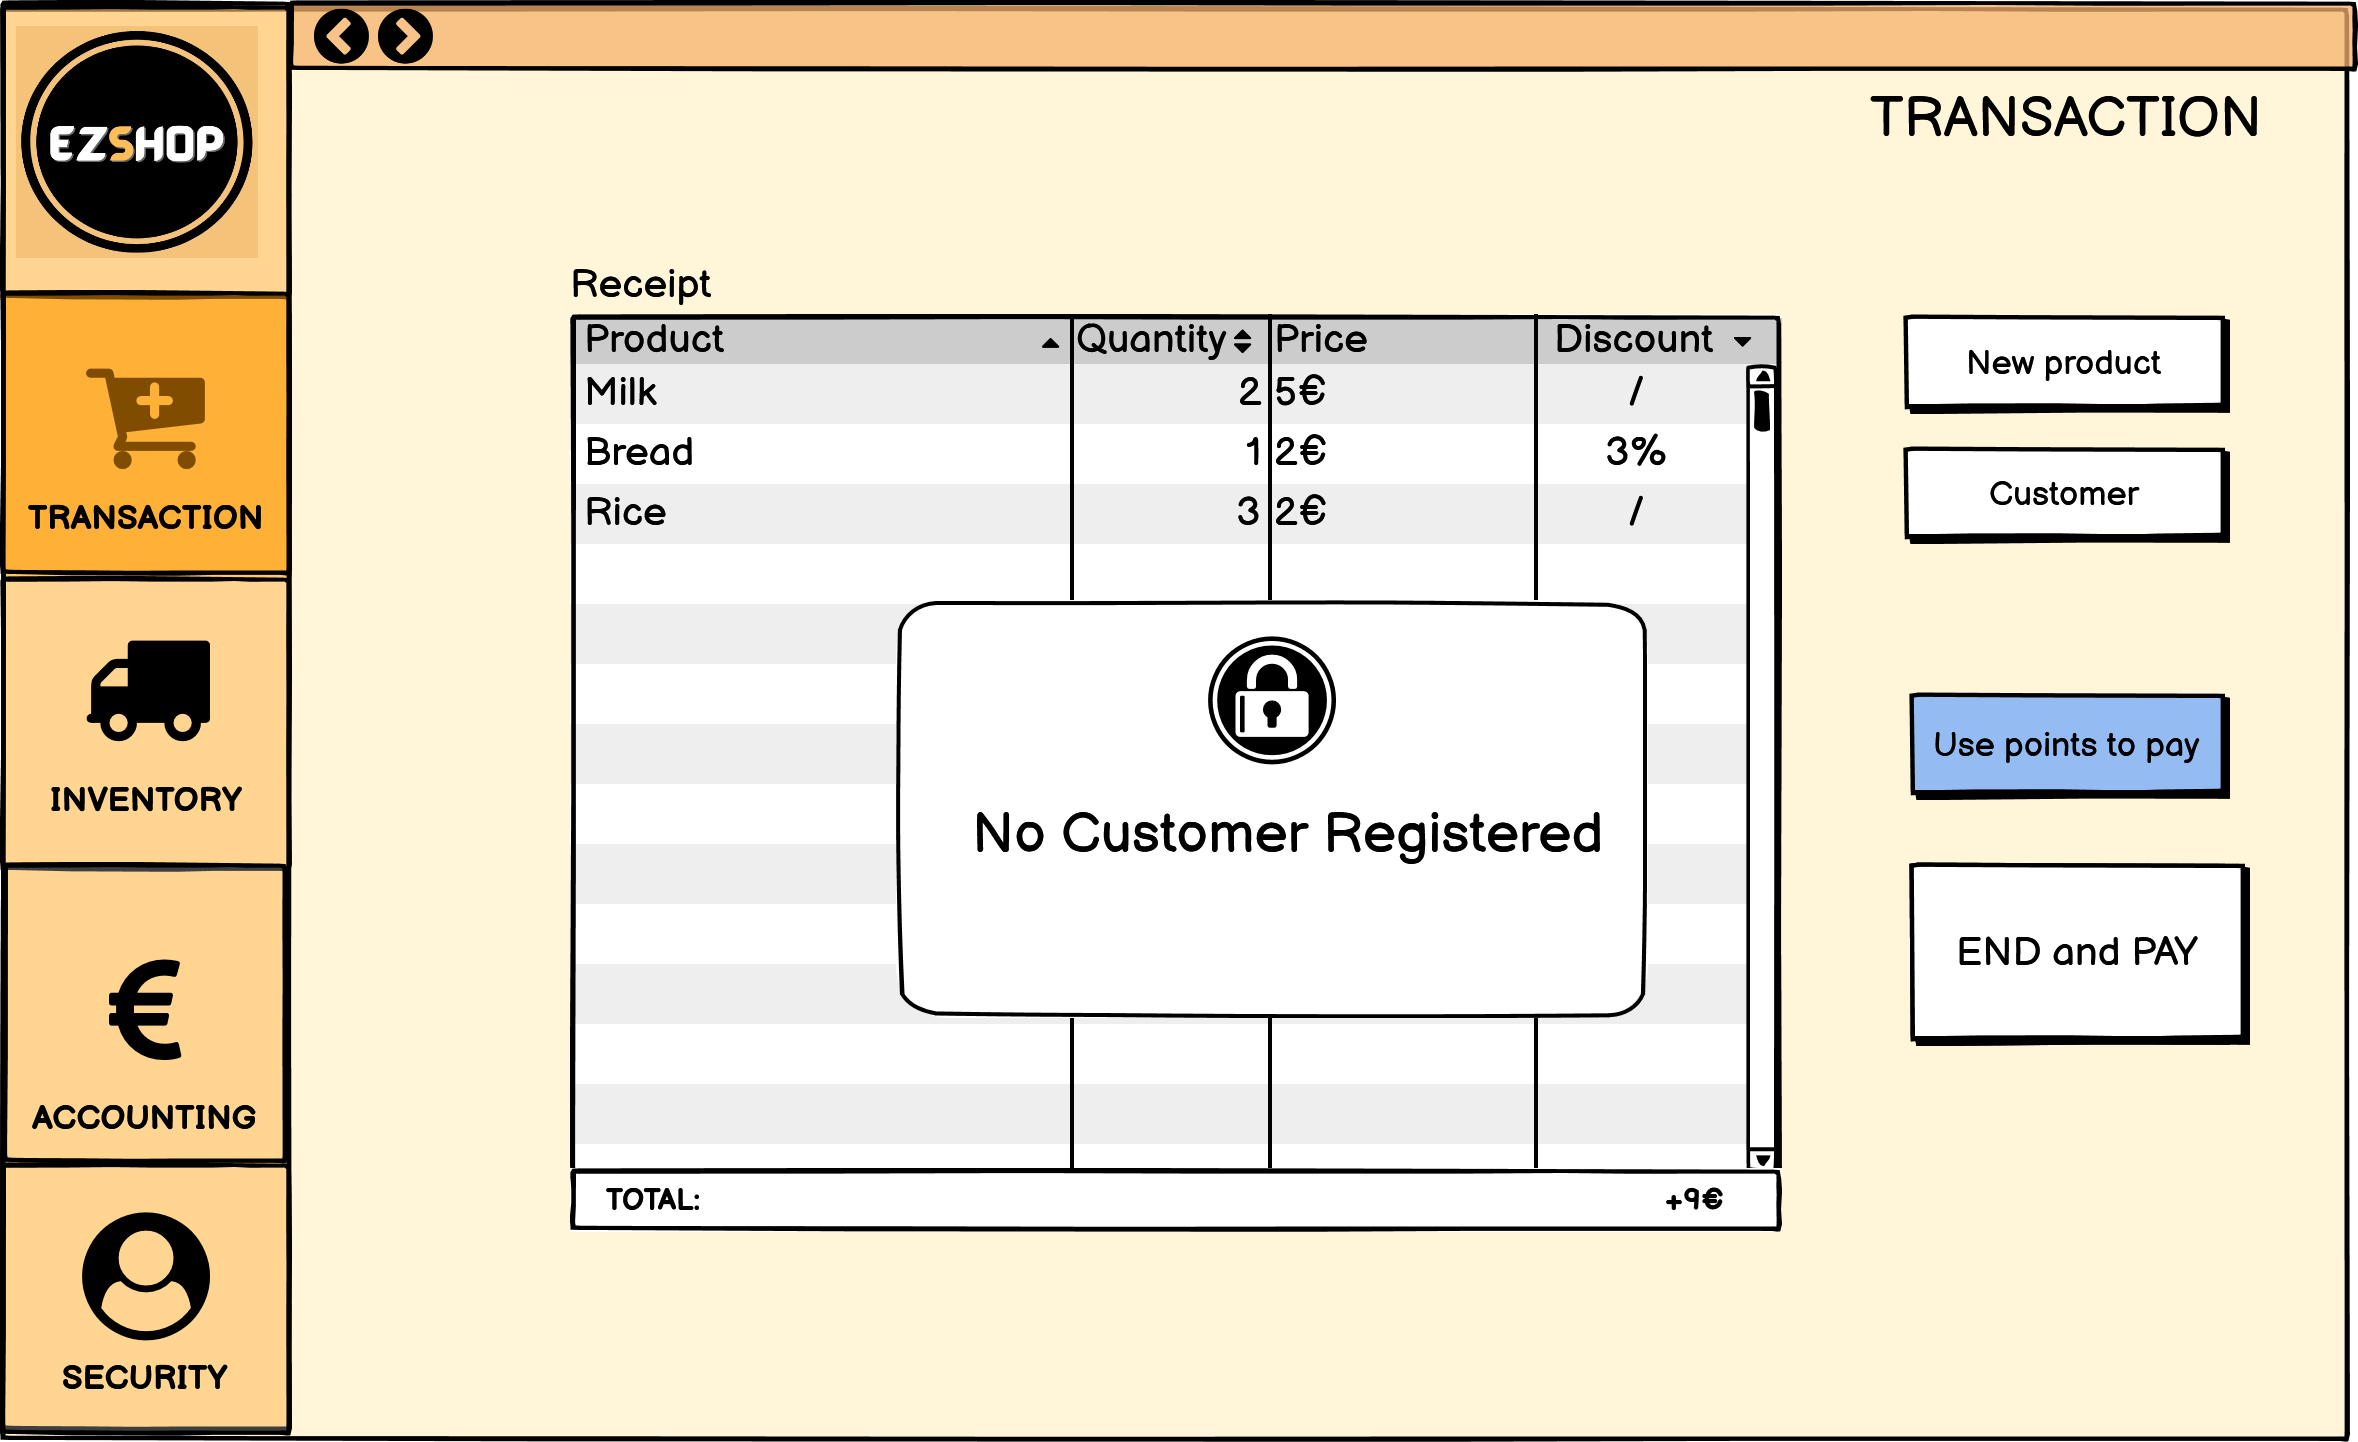 EZSHOP
TRANSACTION
INVENTORY
€
ACCOUNTING
SECURITY
TRANSACTION
Receipt
Product Quantity Price Discount
Milk 2 5€ /
Bread 1 2€ 3%
Rice 3 2€ /
No Customer Registered
TOTAL: +9€
New product
Customer
Use points to pay
END and PAY